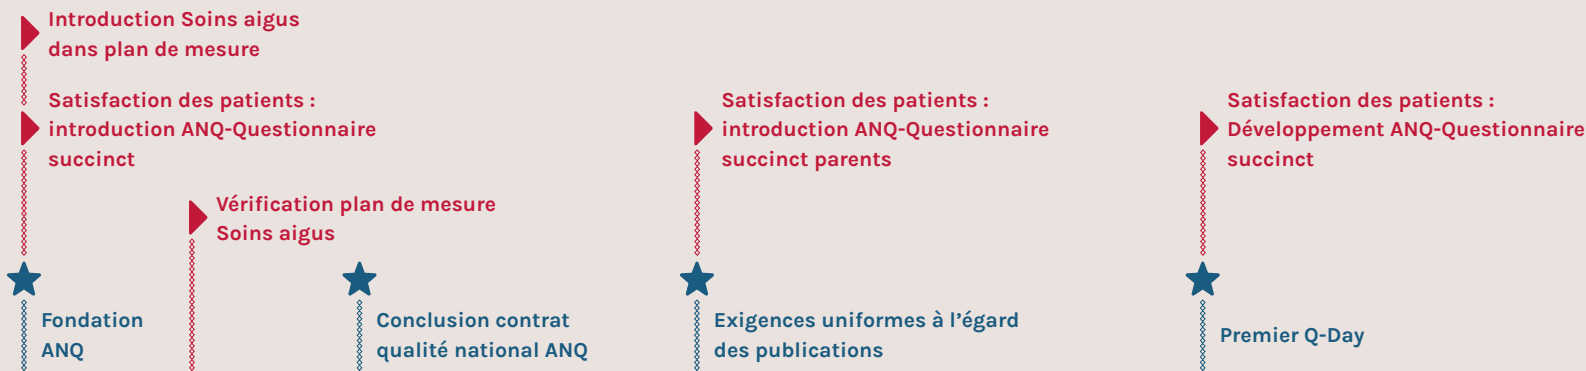 Introduction Soins aigus
dans plan de mesure
Satisfaction des patients :
introduction ANQ-Questionnaire
succinct
Satisfaction des patients :
introduction ANQ-Questionnaire
succinct parents
Satisfaction des patients :
Développement ANQ-Questionnaire
succinct
Vérification plan de mesure
Soins aigus
Fondation
ANQ
Conclusion contrat
qualité national ANQ
Exigences uniformes à l’égard
des publications
Premier Q-Day